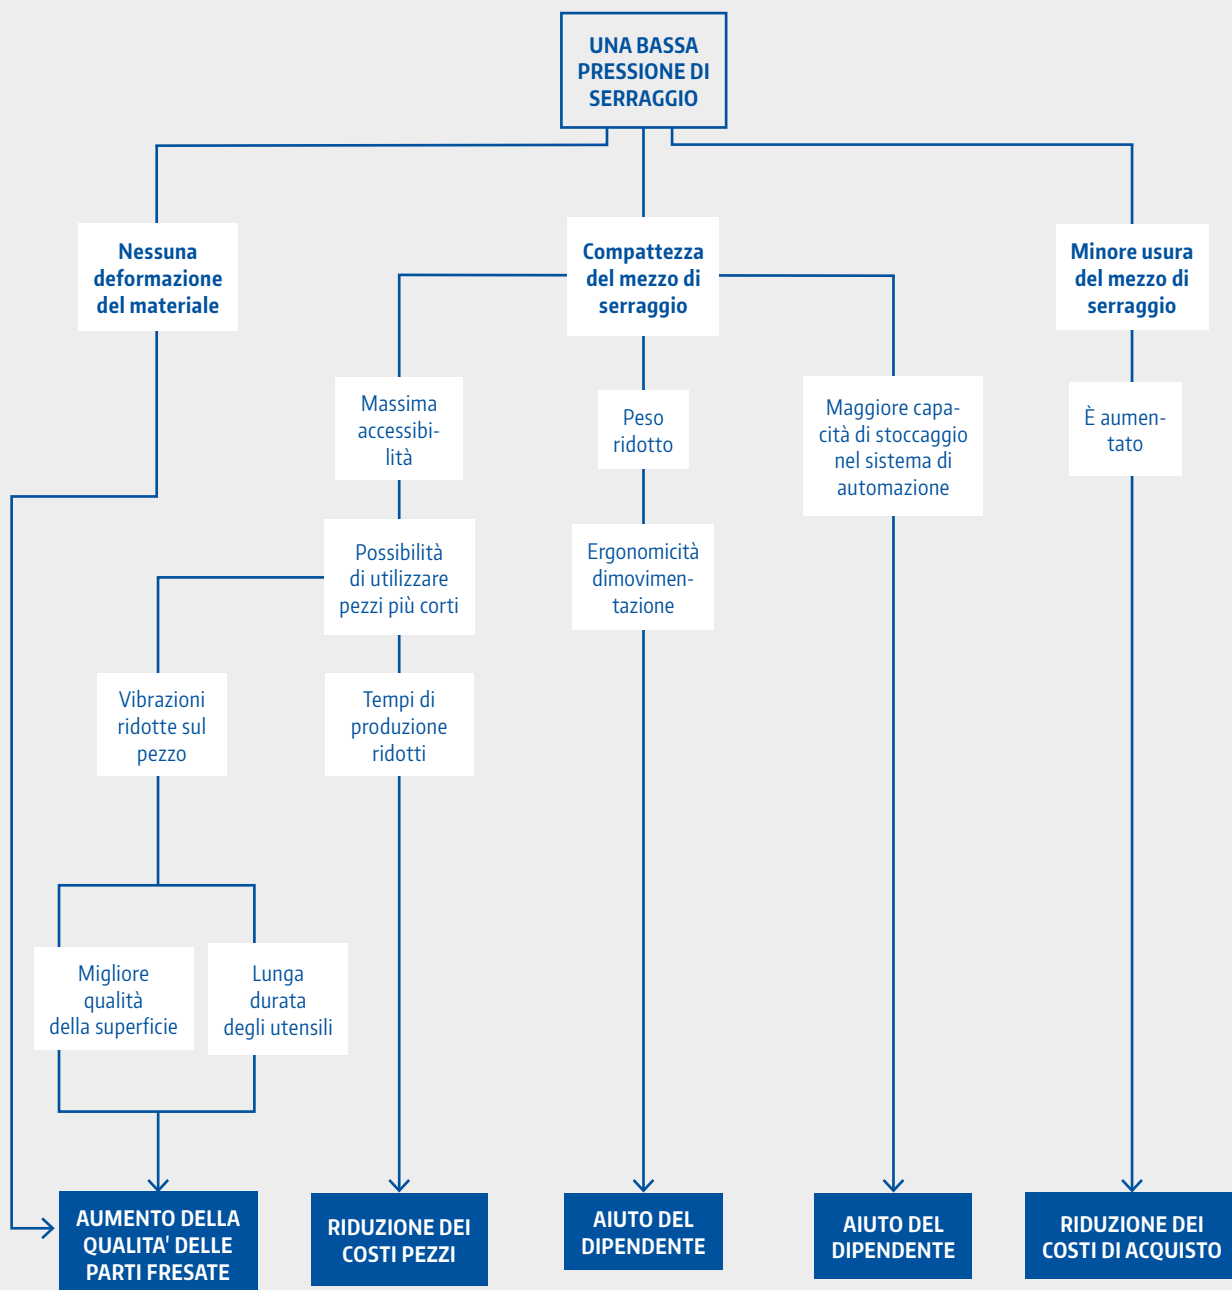 UNA BASSA
PRESSIONE DI
SERRAGGIO
Nessuna
deformazione
del materiale
Compattezza
del mezzo di
serraggio
Minore usura
del mezzo di
serraggio
Massima
accessibi-
lità
Peso
ridotto
Maggiore capa-
cità di stoccaggio
nel sistema di
automazione
È aumen-
tato
Possibilità
di utilizzare
pezzi più corti
Ergonomicità
dimovimen-
tazione
Vibrazioni
ridotte sul
pezzo
Tempi di
produzione
ridotti
Migliore
qualità
della superficie
Lunga
durata
degli utensili
AUMENTO DELLA
QUALITA' DELLE
PARTI FRESATE
RIDUZIONE DEI
COSTI PEZZI
AIUTO DEL
DIPENDENTE
AIUTO DEL
DIPENDENTE
RIDUZIONE DEI
COSTI DI ACQUISTO